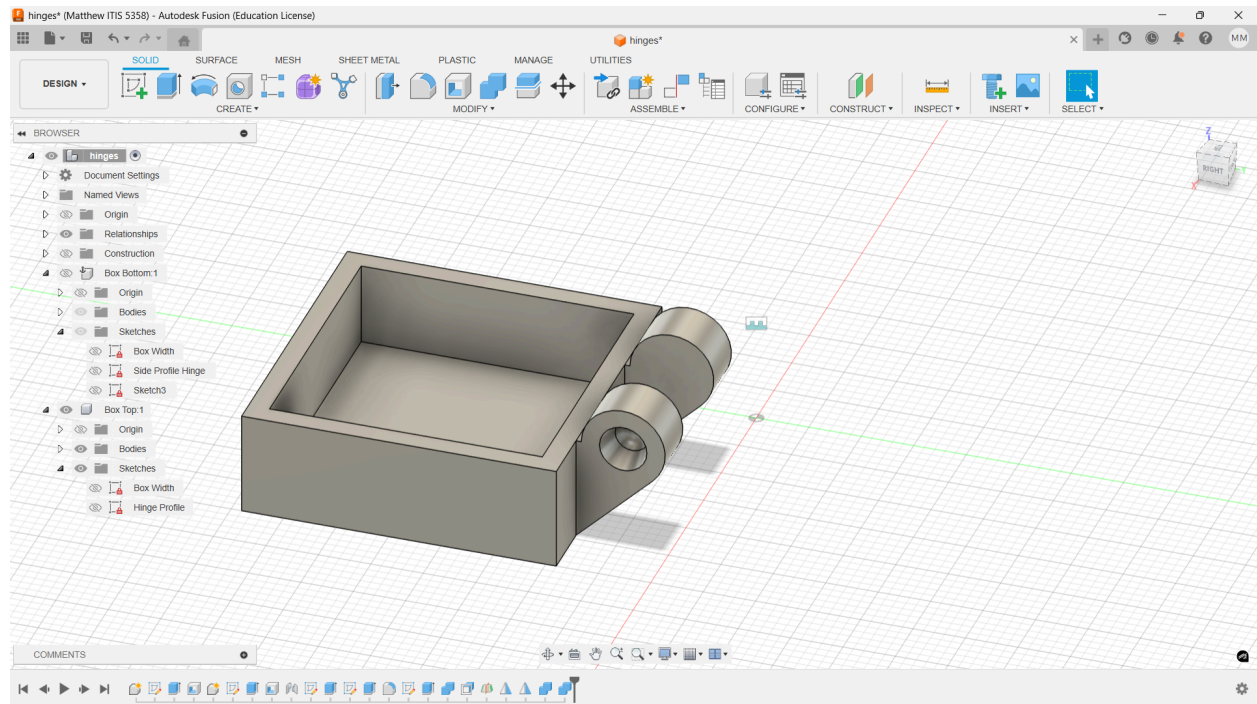 hinges* (Matthew ITIS 5358) - Autodesk Fusion (Education License)
hinges*
MM
SOLID SURFACE MESH SHEET METAL PLASTIC MANAGE UTILITIES
DESIGN
CREATE MODIFY ASSEMBLE CONFIGURE CONSTRUCT INSPECT INSERT SELECT
BROWSER
hinges
Document Settings
Named Views
Origin
Relationships
Construction
Box Bottom:1
Origin
Bodies
Sketches
Box Width
Side Profile Hinge
Sketch3
Box Top:1
Origin
Bodies
Sketches
Box Width
Hinge Profile
Z
RIGHT
Y
X
COMMENTS